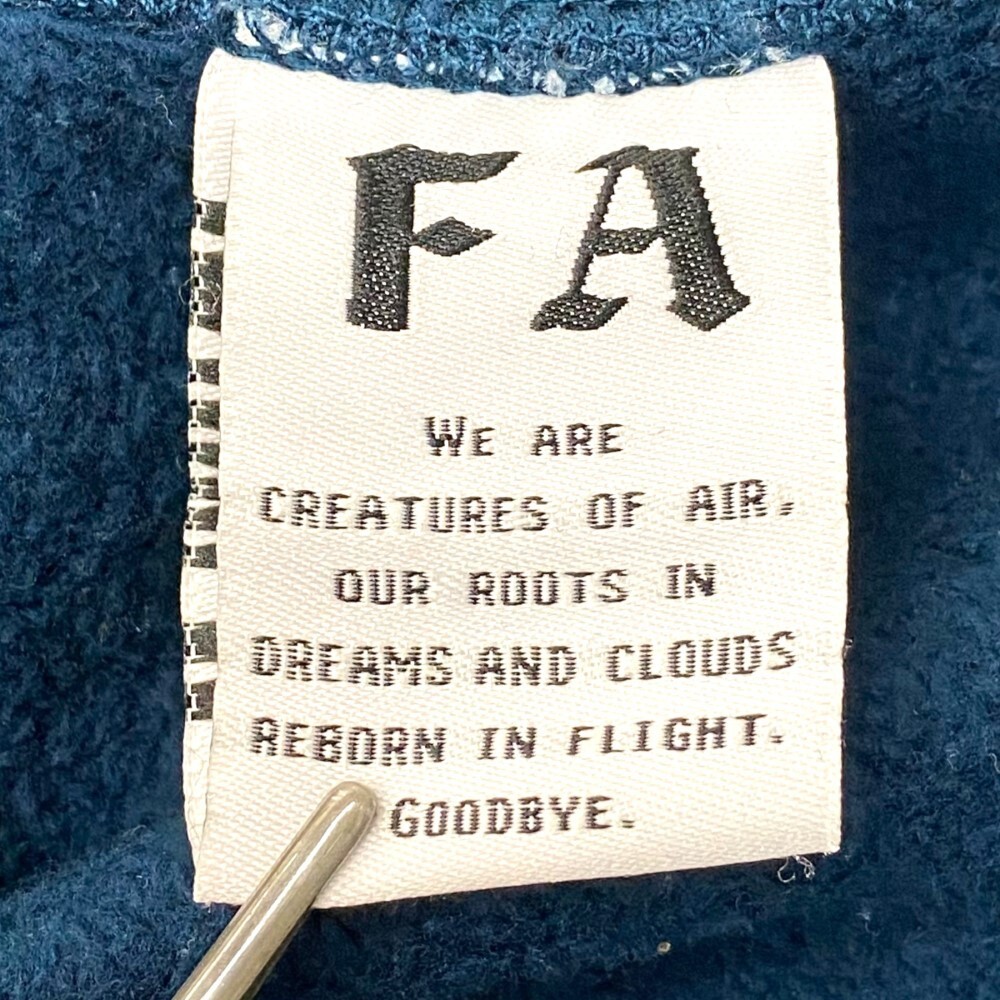 FA
WE ARE
CREATURES OF AIR.
OUR ROOTS IN
DREAMS AND CLOUDS
REBORN IN FLIGHT.
GOODBYE.